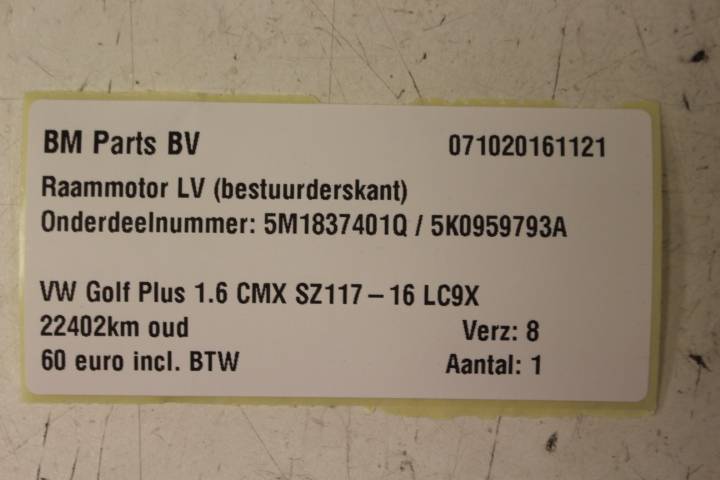 BM Parts BV 071020161121
Raammotor LV (bestuurderskant)
Onderdeelnummer: 5M1837401Q / 5K0959793A
VW Golf Plus 1.6 CMX SZ117 – 16 LC9X
22402km oud Verz: 8
60 euro incl. BTW Aantal: 1